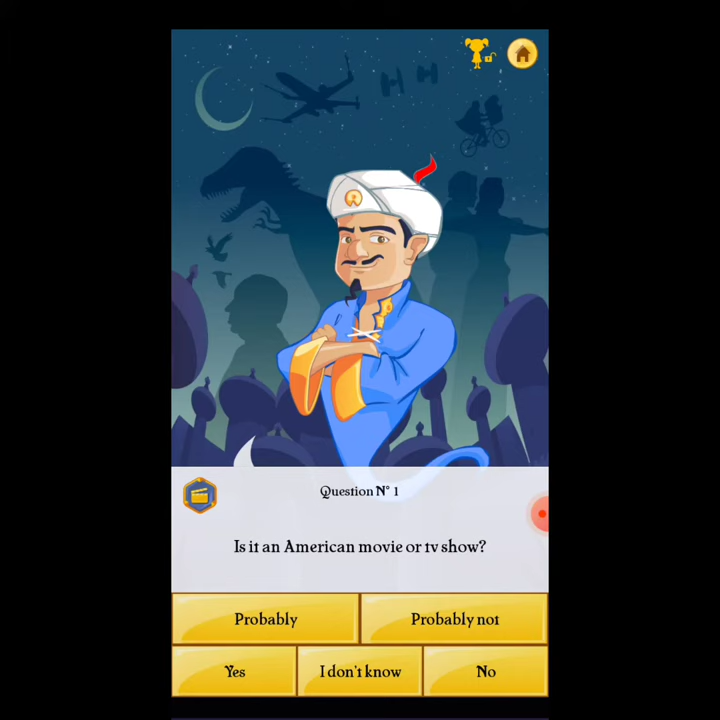 Question N° 1
Is it an American movie or tv show?
Probably
Probably not
Yes
I don't know
No